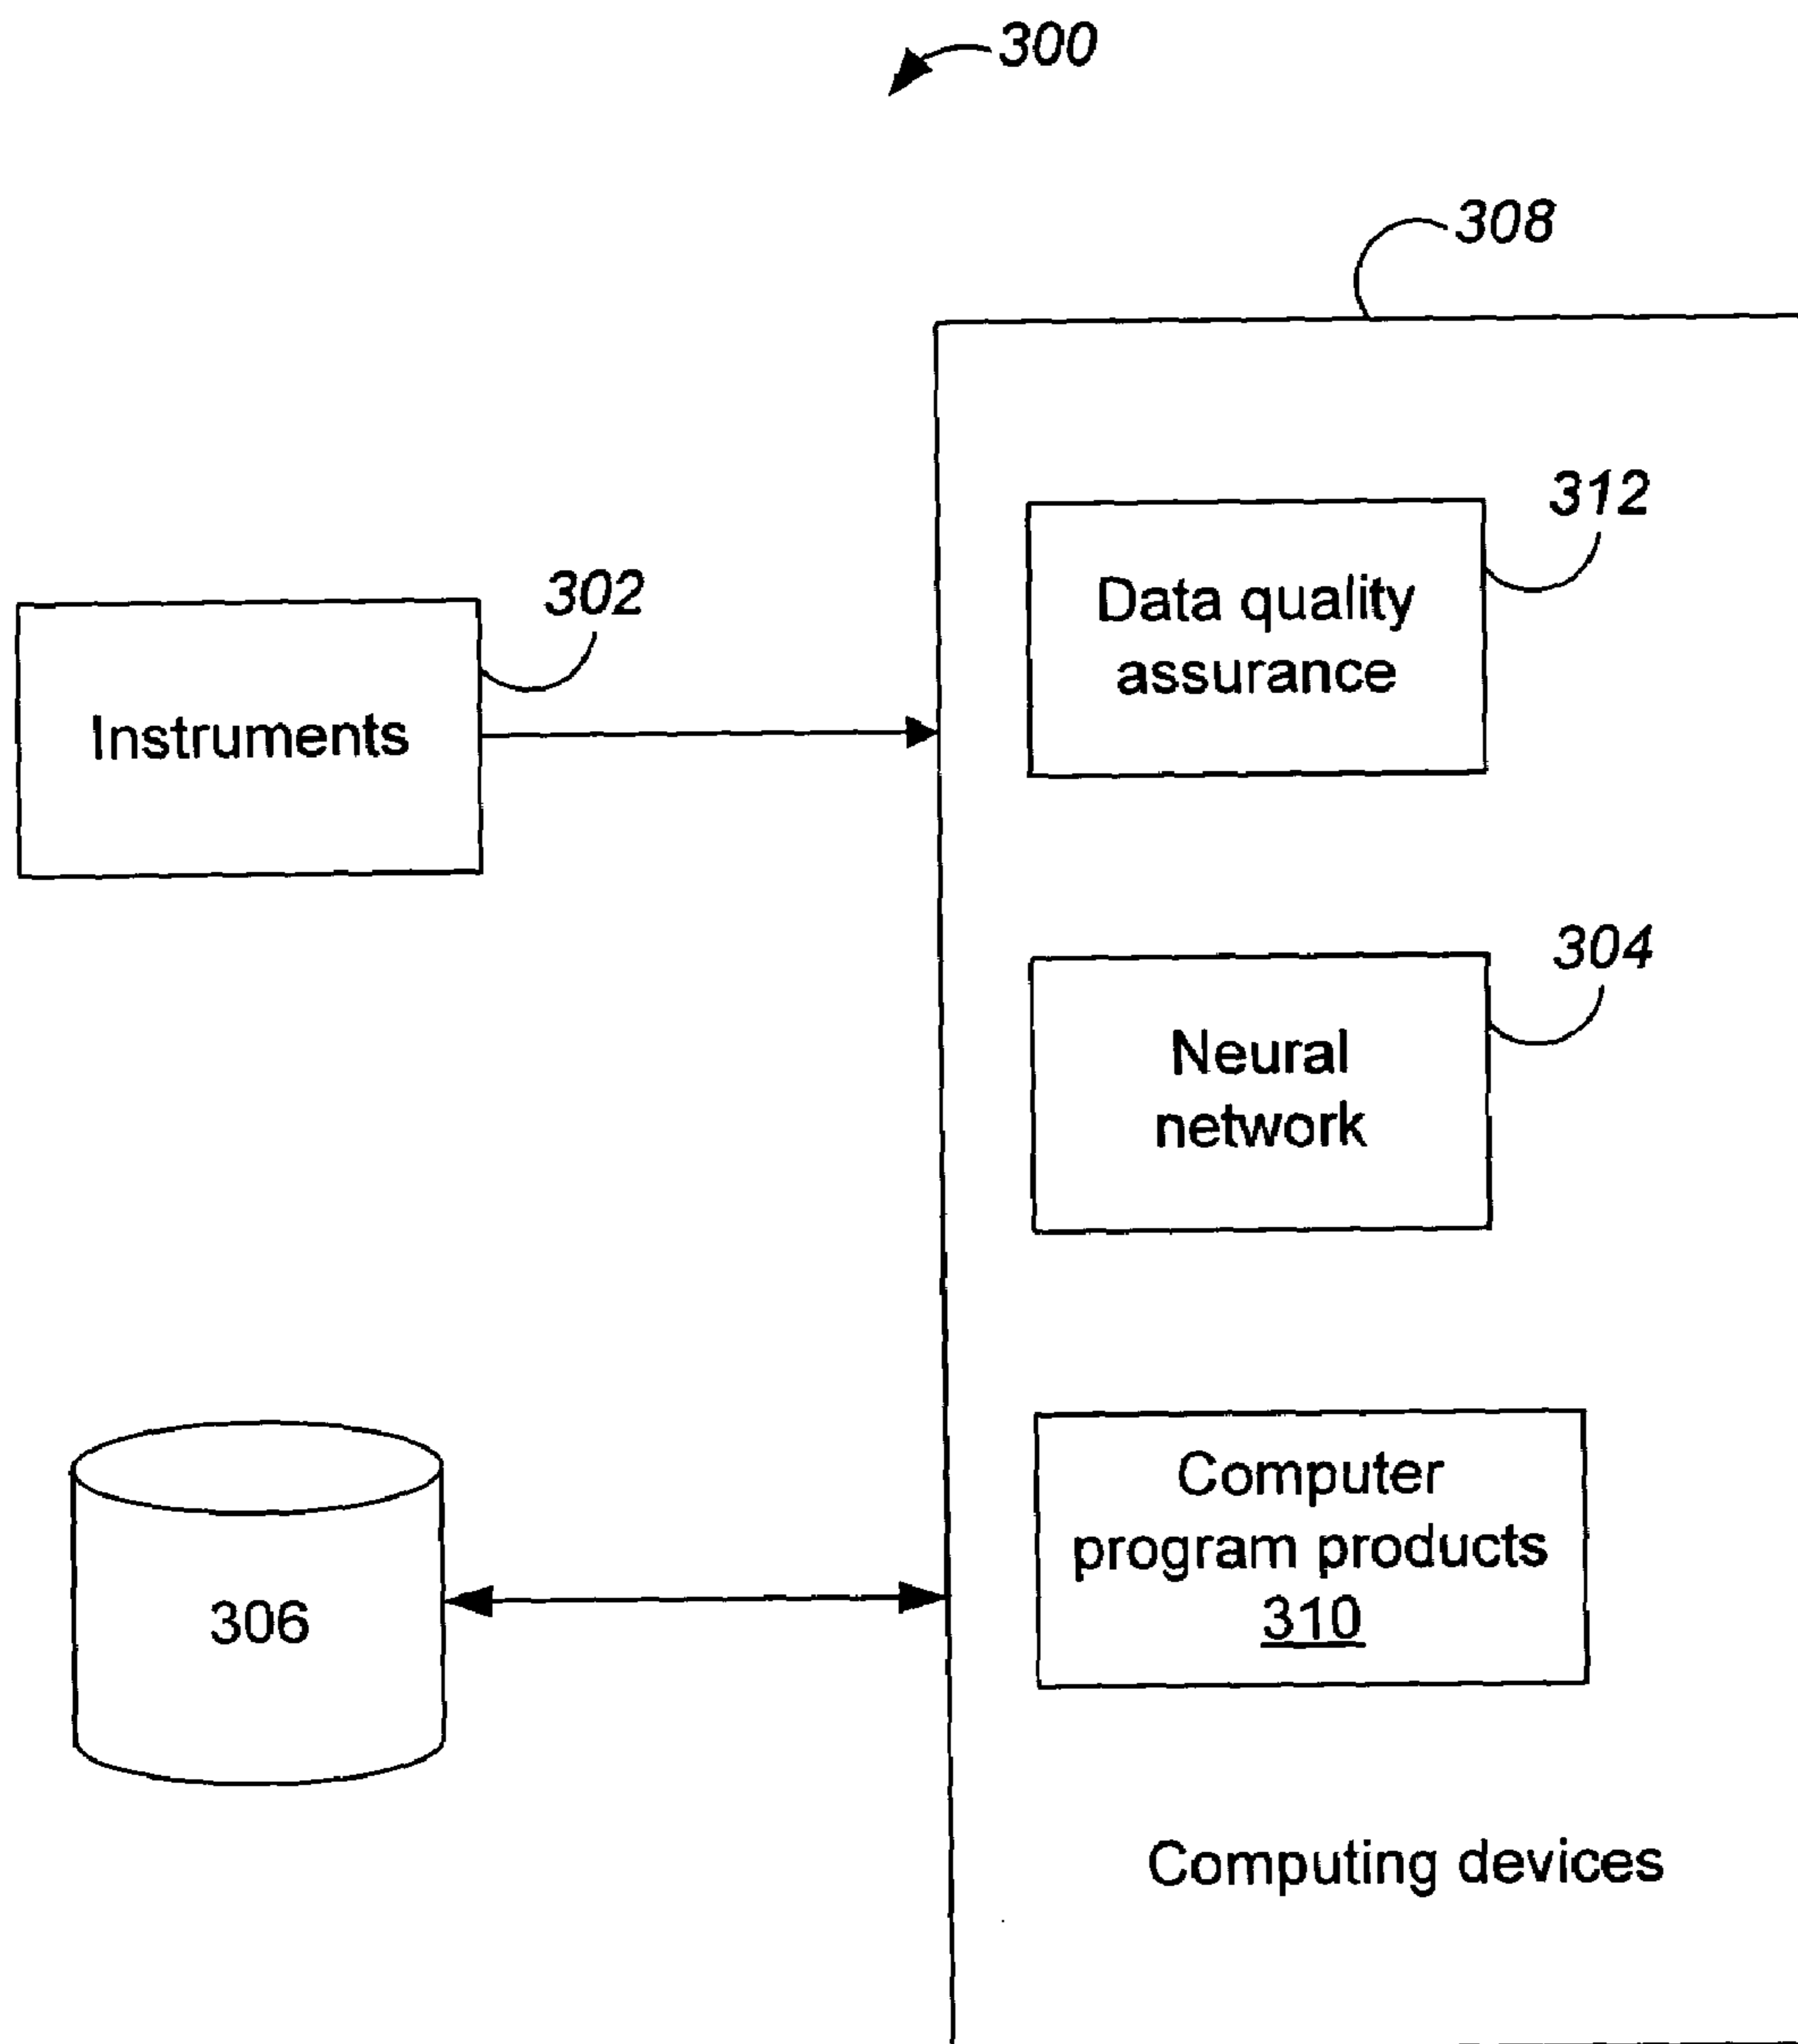 300
308
312
Data quality
assurance
302
Instruments
304
Neural
network
Computer
program products
310
306
Computing devices